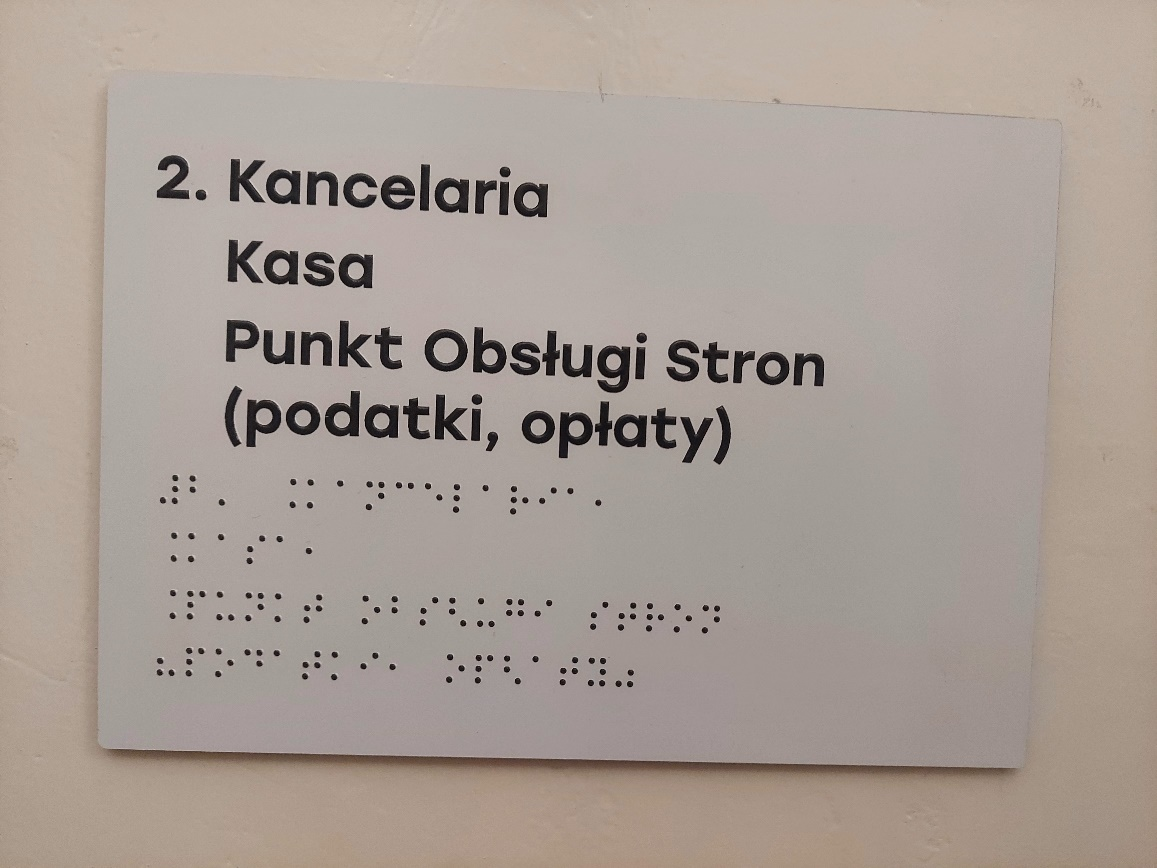 2. Kancelaria
Kasa
Punkt Obsługi Stron
(podatki, opłaty)